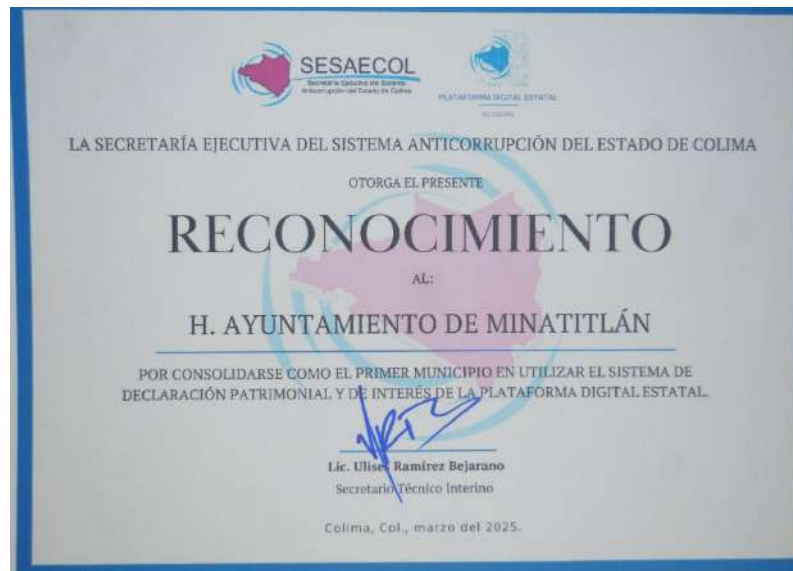 SESAECOL
Secretaría Ejecutiva del Sistema
Anticorrupción del Estado de Colima
PLATAFORMA DIGITAL ESTATAL
DE COLIMA
LA SECRETARÍA EJECUTIVA DEL SISTEMA ANTICORRUPCIÓN DEL ESTADO DE COLIMA
OTORGA EL PRESENTE
RECONOCIMIENTO
AL:
H. AYUNTAMIENTO DE MINATITLÁN
POR CONSOLIDARSE COMO EL PRIMER MUNICIPIO EN UTILIZAR EL SISTEMA DE
DECLARACIÓN PATRIMONIAL Y DE INTERÉS DE LA PLATAFORMA DIGITAL ESTATAL.
Lic. Ulises Ramírez Bejarano
Secretario Técnico Interino
Colima, Col., marzo del 2025.